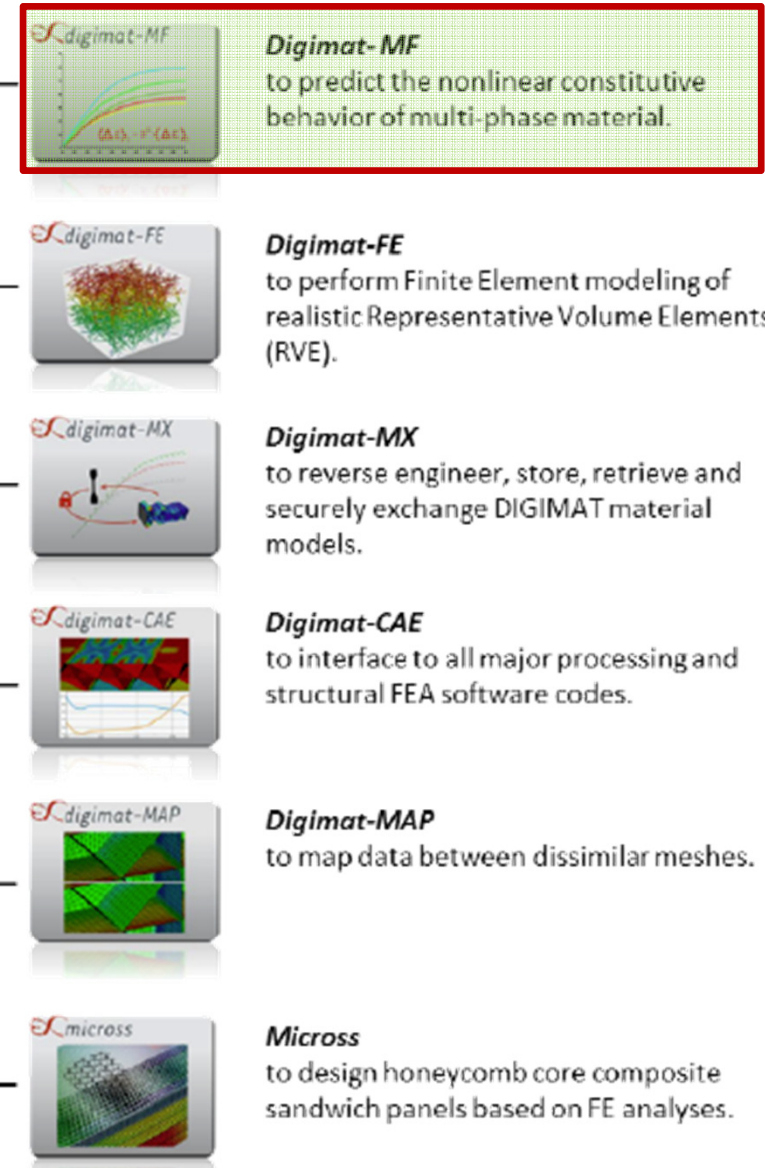 digimat-MF
Digimat- MF
to predict the nonlinear constitutive
behavior of multi-phase material.
digimat-FE
Digimat-FE
to perform Finite Element modeling of
realistic Representative Volume Elements
(RVE).
digimat-MX
Digimat-MX
to reverse engineer, store, retrieve and
securely exchange DIGIMAT material
models.
digimat-CAE
Digimat-CAE
to interface to all major processing and
structural FEA software codes.
digimat-MAP
Digimat-MAP
to map data between dissimilar meshes.
micross
Micross
to design honeycomb core composite
sandwich panels based on FE analyses.